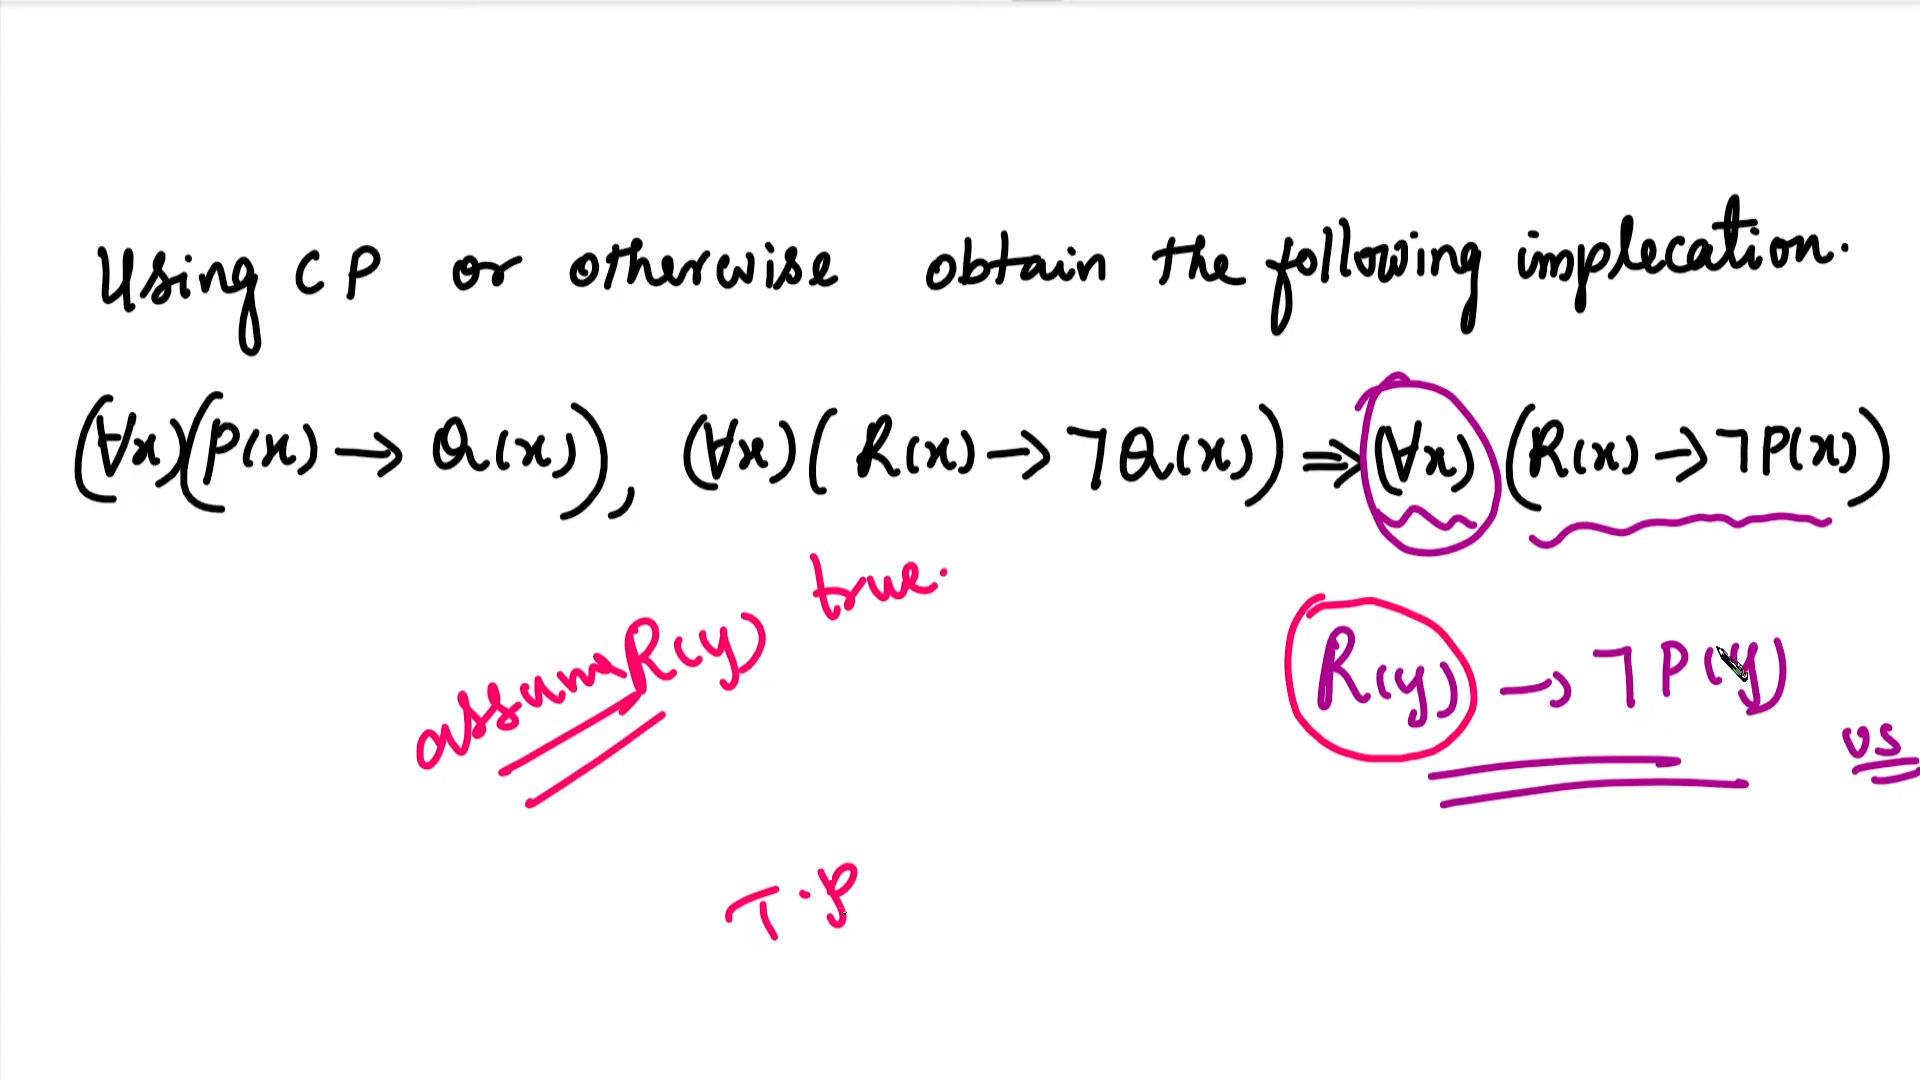 Using CP or otherwise obtain the following implecation.
(∀x)(P(x) → Q(x)), (∀x)(R(x) → ¬Q(x)) ⇒ (∀x)(R(x) → ¬P(x))
assume R(y) true.
R(y) → ¬P(y)
US
T.P